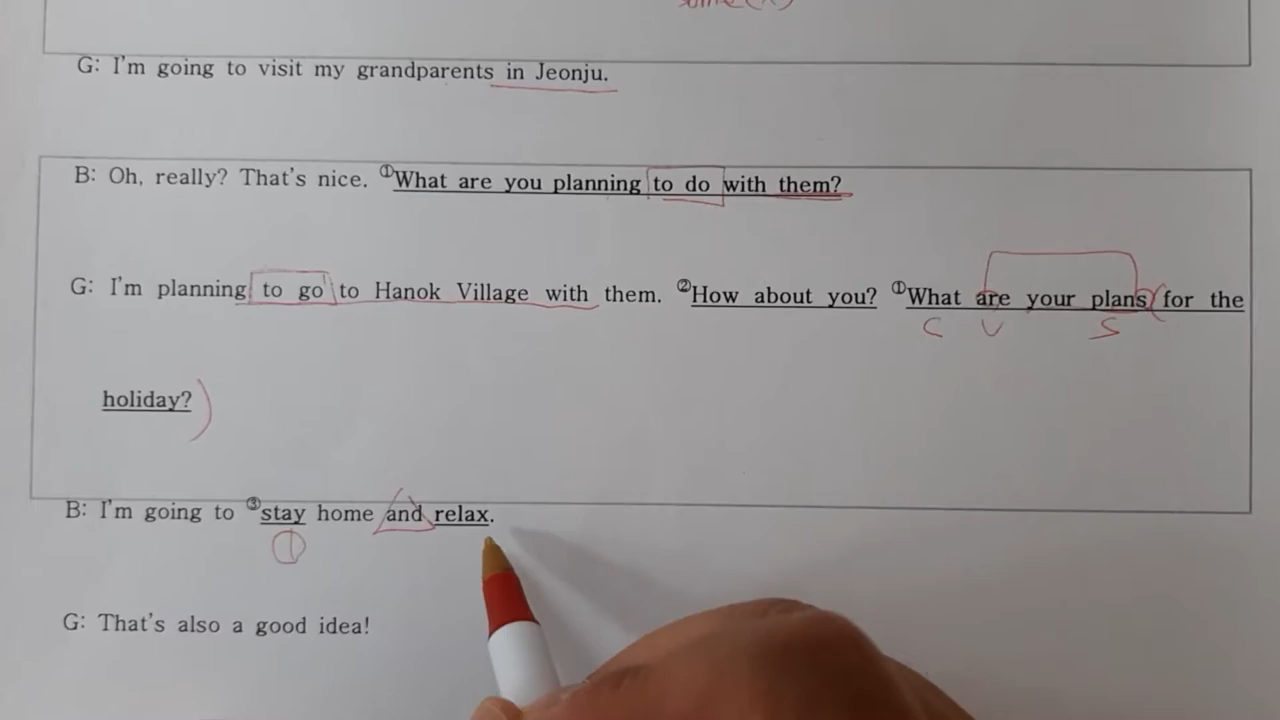 G: I'm going to visit my grandparents in Jeonju.
B: Oh, really? That's nice. ①What are you planning to do with them?
G: I'm planning to go to Hanok Village with them. ②How about you? ①What are your plans for the
C V S
holiday?
B: I'm going to ③stay home and relax.
①
G: That's also a good idea!